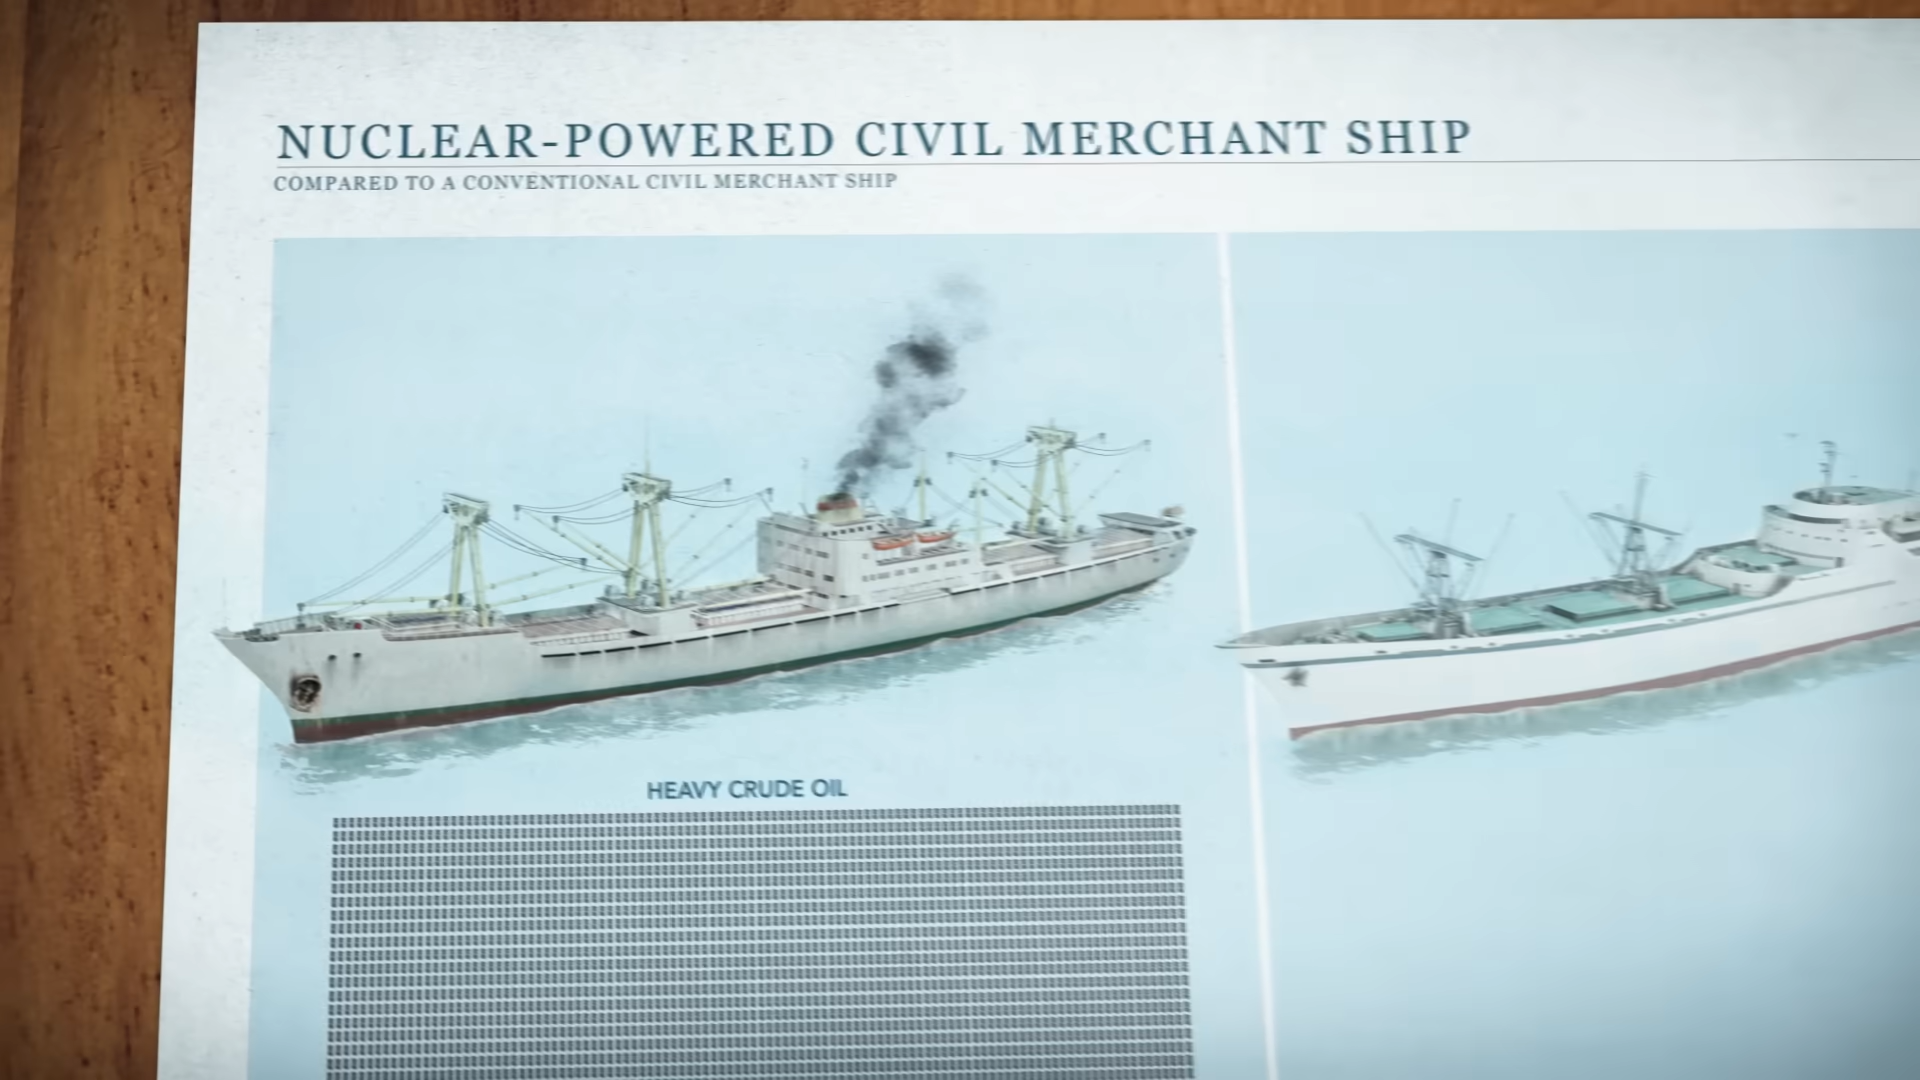 NUCLEAR-POWERED CIVIL MERCHANT SHIP
COMPARED TO A CONVENTIONAL CIVIL MERCHANT SHIP
HEAVY CRUDE OIL